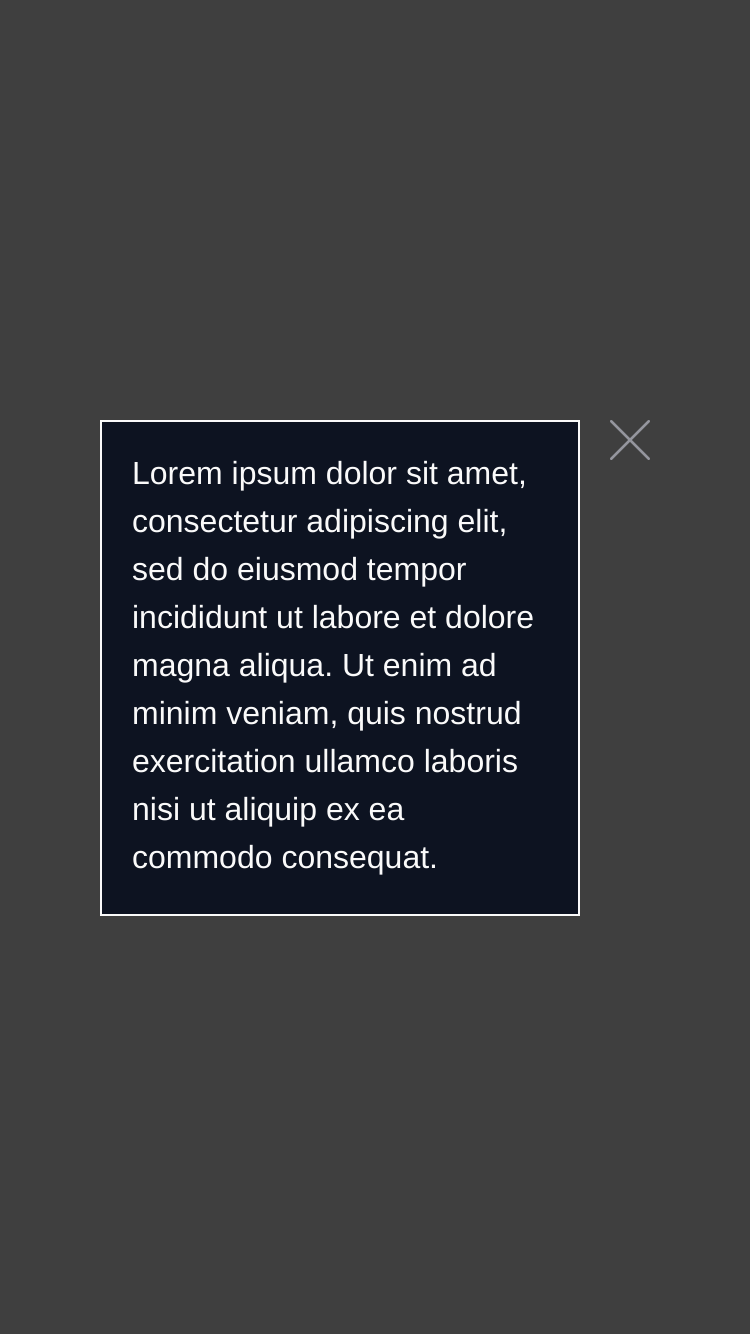 Lorem ipsum dolor sit amet,
consectetur adipiscing elit,
sed do eiusmod tempor
incididunt ut labore et dolore
magna aliqua. Ut enim ad
minim veniam, quis nostrud
exercitation ullamco laboris
nisi ut aliquip ex ea
commodo consequat.